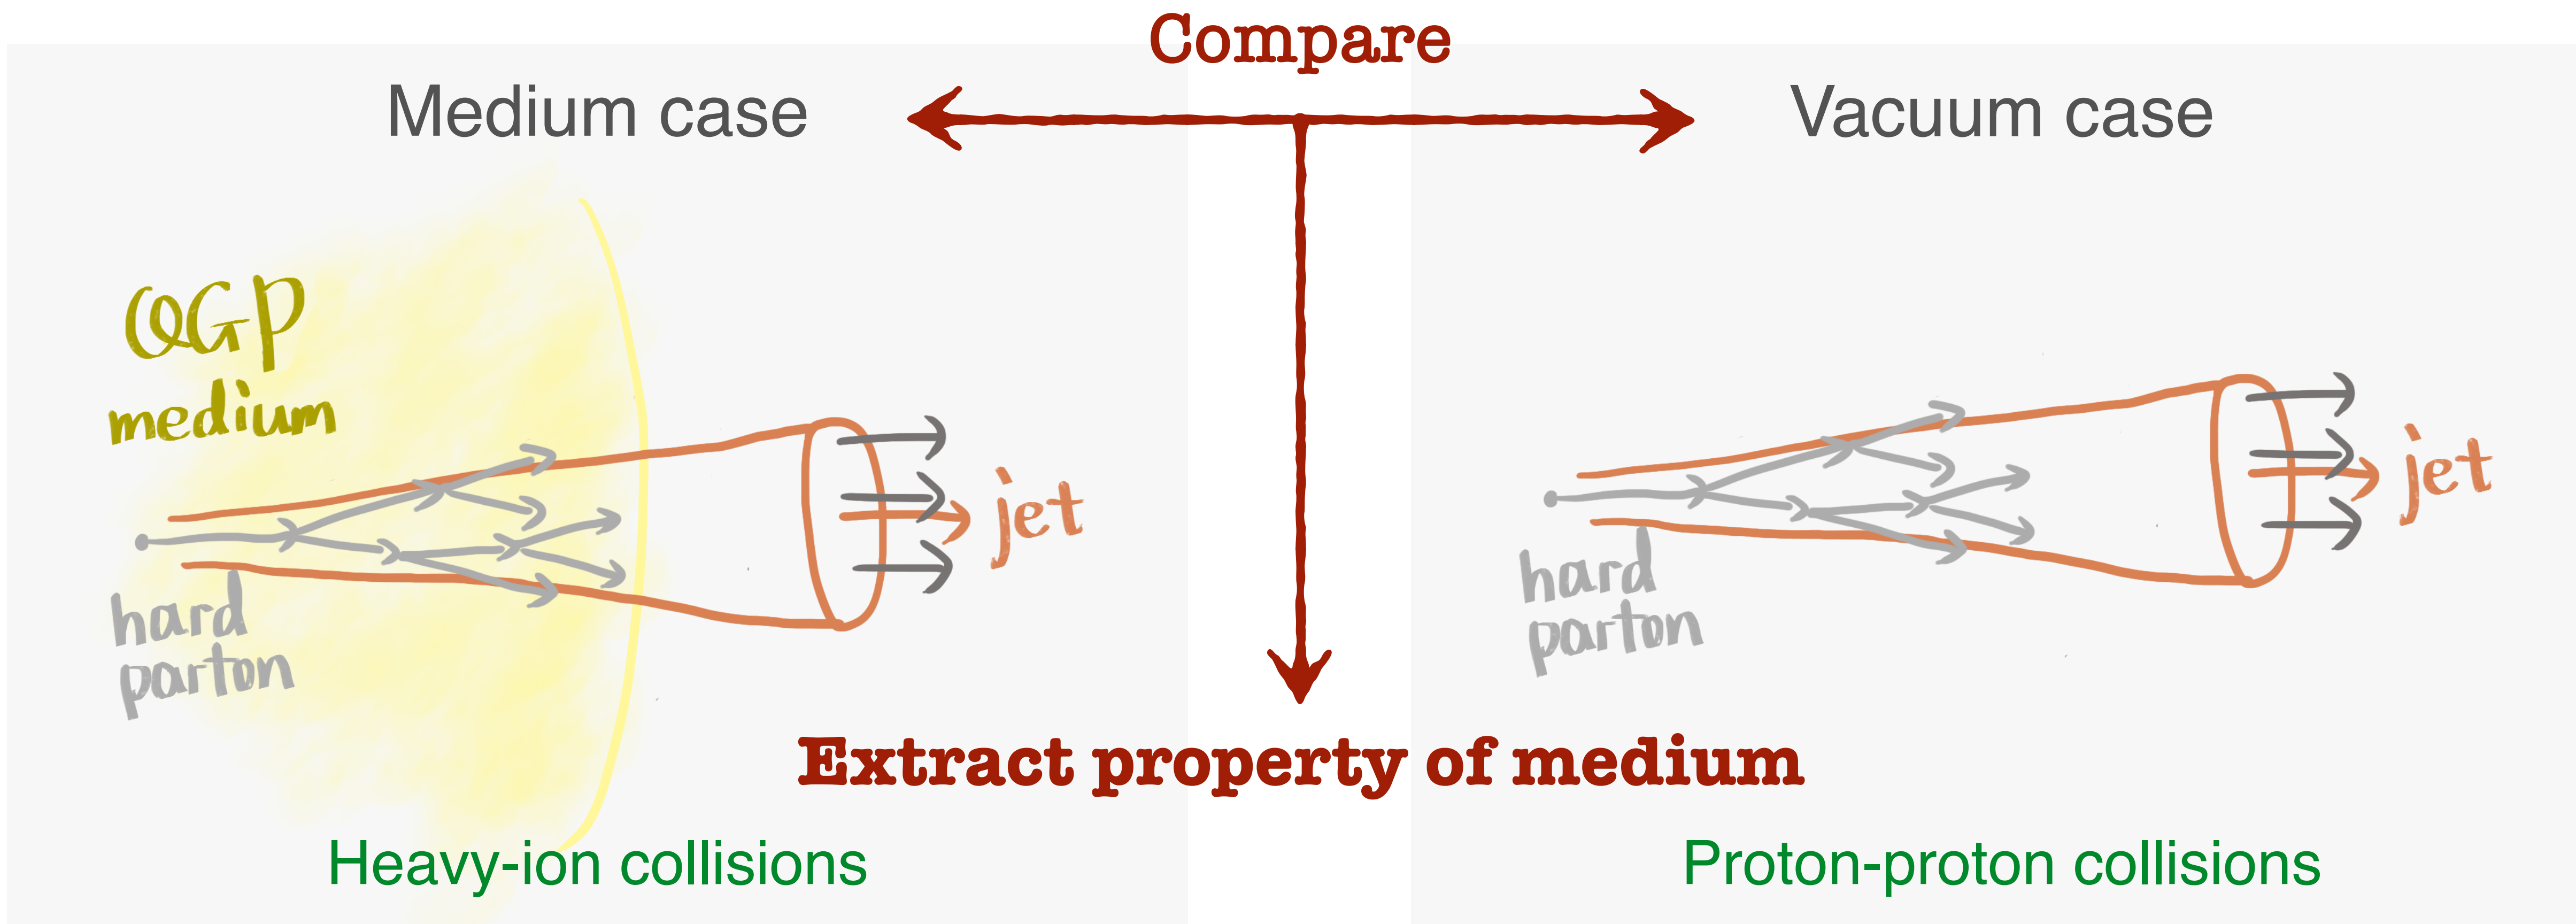 Compare
Medium case
Vacuum case
QGP
medium
hard
parton
jet
hard
parton
jet
Extract property of medium
Heavy-ion collisions
Proton-proton collisions